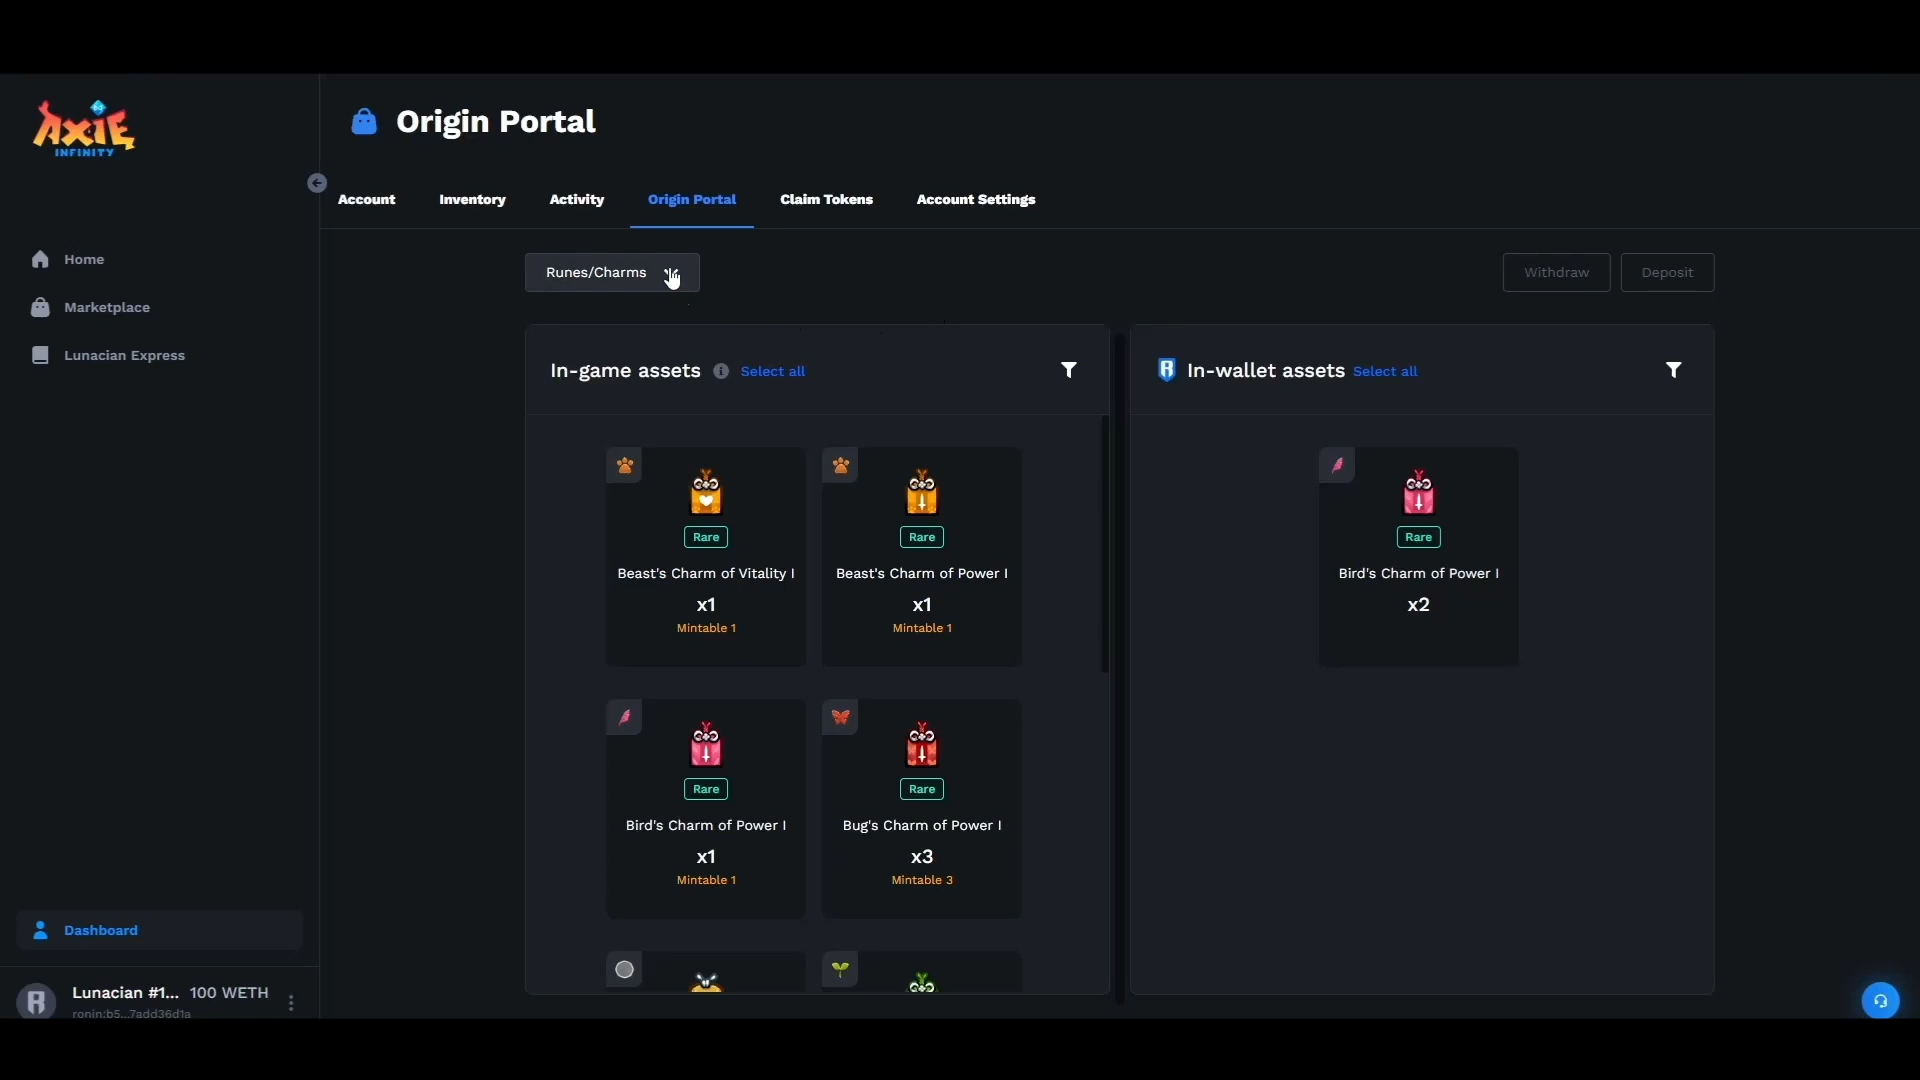 AXIE
INFINITY
Origin Portal
Account
Inventory
Activity
Origin Portal
Claim Tokens
Account Settings
Home
Marketplace
Lunacian Express
Runes/Charms
Withdraw
Deposit
In-game assets
Select all
In-wallet assets
Select all
Rare
Beast's Charm of Vitality I
x1
Mintable 1
Rare
Beast's Charm of Power I
x1
Mintable 1
Rare
Bird's Charm of Power I
x2
Rare
Bird's Charm of Power I
x1
Mintable 1
Rare
Bug's Charm of Power I
x3
Mintable 3
Dashboard
Lunacian #1... 100 WETH
ronin:b5...7add36d1a